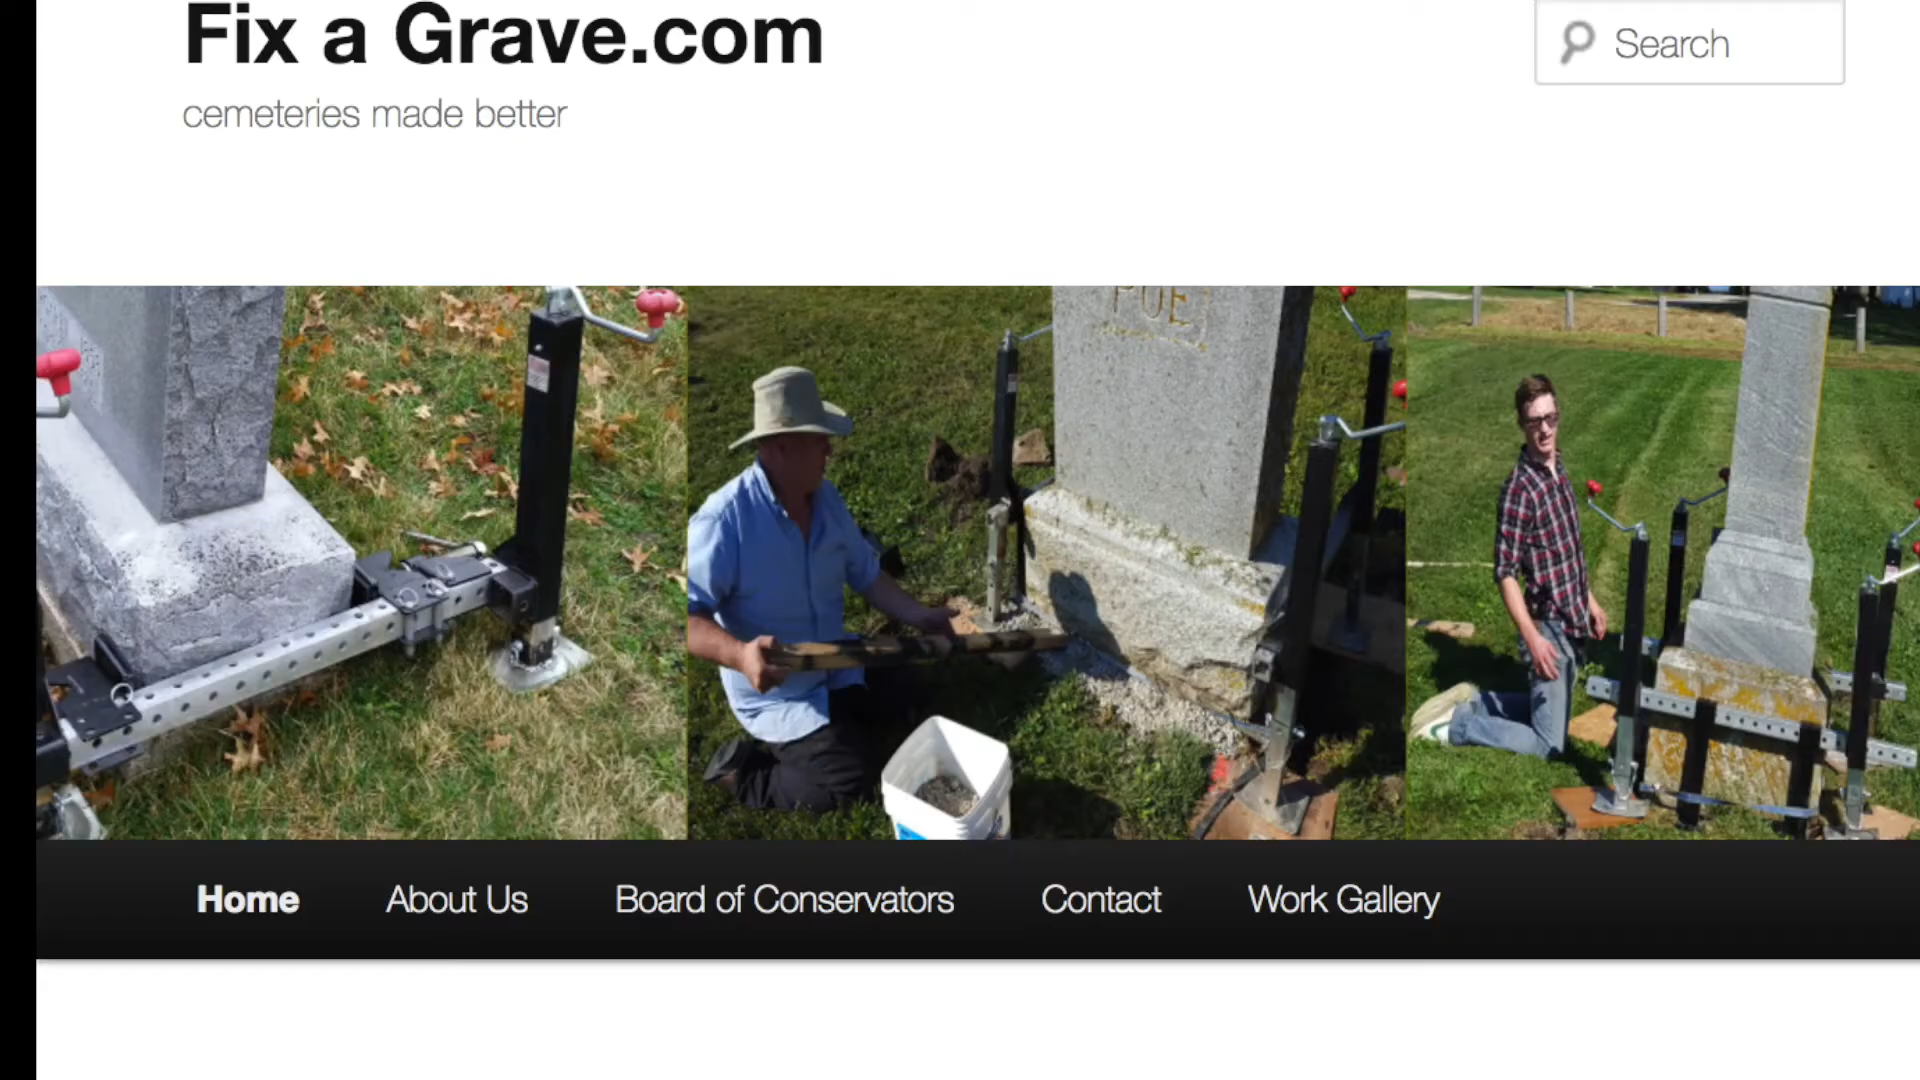 Fix a Grave.com
Search
cemeteries made better
POE
Home
About Us
Board of Conservators
Contact
Work Gallery